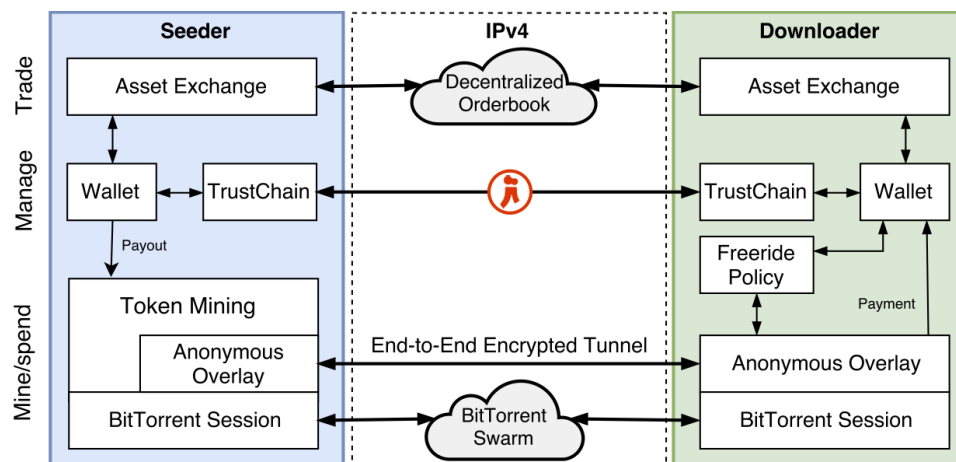 Seeder
IPv4
Downloader
Trade
Asset Exchange
Decentralized
Orderbook
Asset Exchange
Manage
Wallet
TrustChain
TrustChain
Wallet
Payout
Freeride
Policy
Payment
Mine/spend
Token Mining
Anonymous
Overlay
End-to-End Encrypted Tunnel
Anonymous Overlay
BitTorrent Session
BitTorrent
Swarm
BitTorrent Session